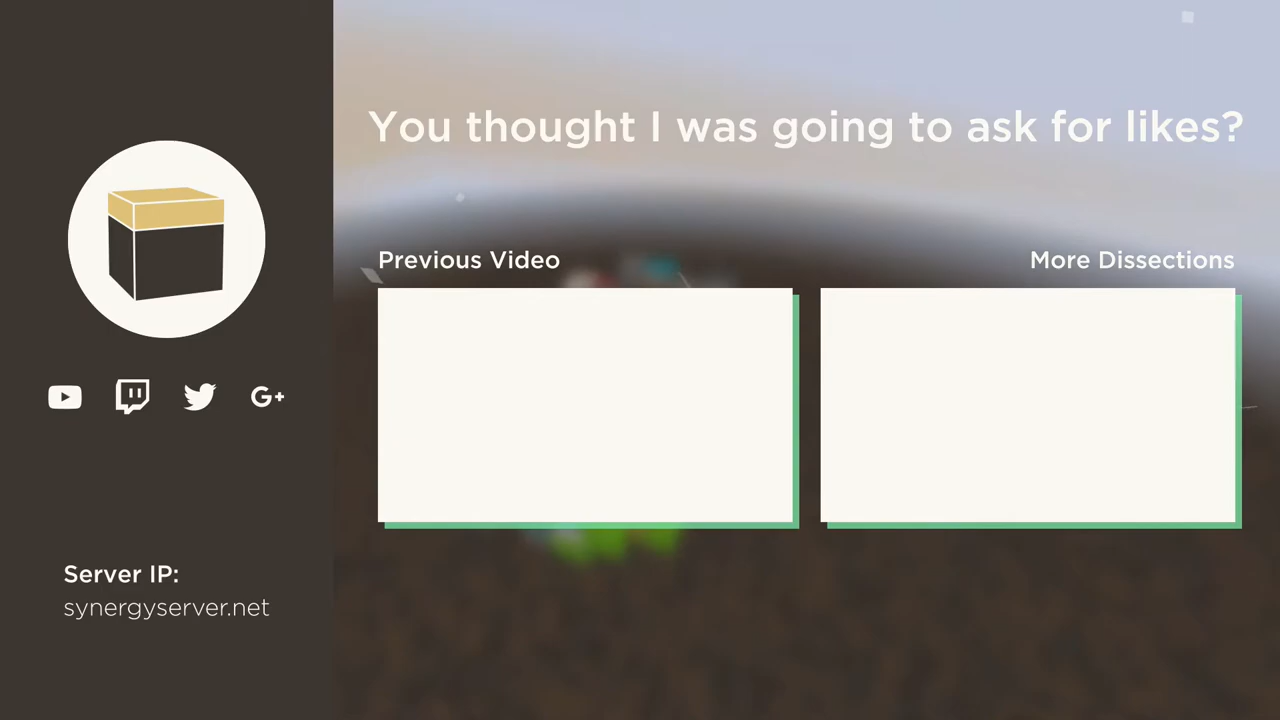 You thought I was going to ask for likes?
Previous Video
More Dissections
G+
Server IP:
synergyserver.net